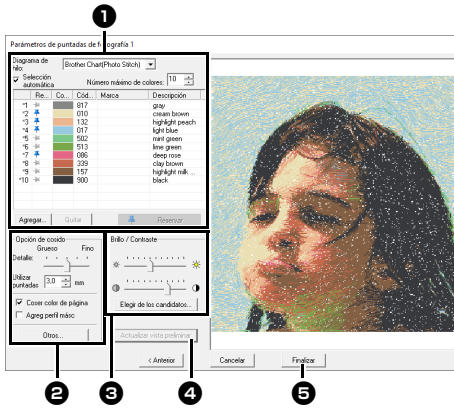 1
Parámetros de puntadas de fotografía 1
Diagrama de hilo: Brother Chart(Photo Stitch)
Selección automática
Número máximo de colores: 10
Re... Co... Cód... Marca Descripción
*1 817 gray
*2 010 cream brown
*3 132 highlight peach
*4 017 light blue
*5 502 mint green
*6 513 lime green
*7 086 deep rose
*8 339 clay brown
*9 157 highlight milk ...
*10 900 black
Agregar... Quitar Reservar
Opción de cosido
Grueso Fino
Detalle:
Utilizar puntadas 3,0 mm
Coser color de página
Agreg perfil másc
Otros...
Brillo / Contraste
Elegir de los candidatos...
Actualizar vista preliminar
< Anterior Cancelar Finalizar
2 3 4 5